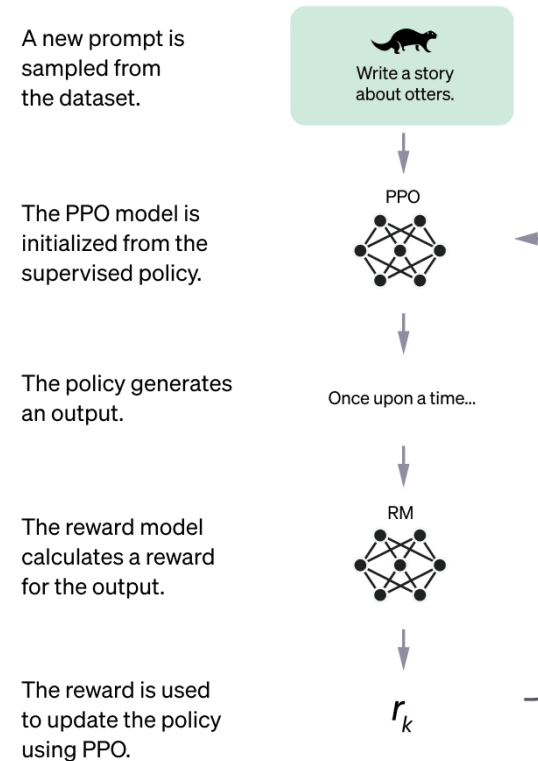 A new prompt is
sampled from
the dataset.
Write a story
about otters.
PPO
The PPO model is
initialized from the
supervised policy.
The policy generates
an output.
Once upon a time...
RM
The reward model
calculates a reward
for the output.
The reward is used
to update the policy
using PPO.
rₖ